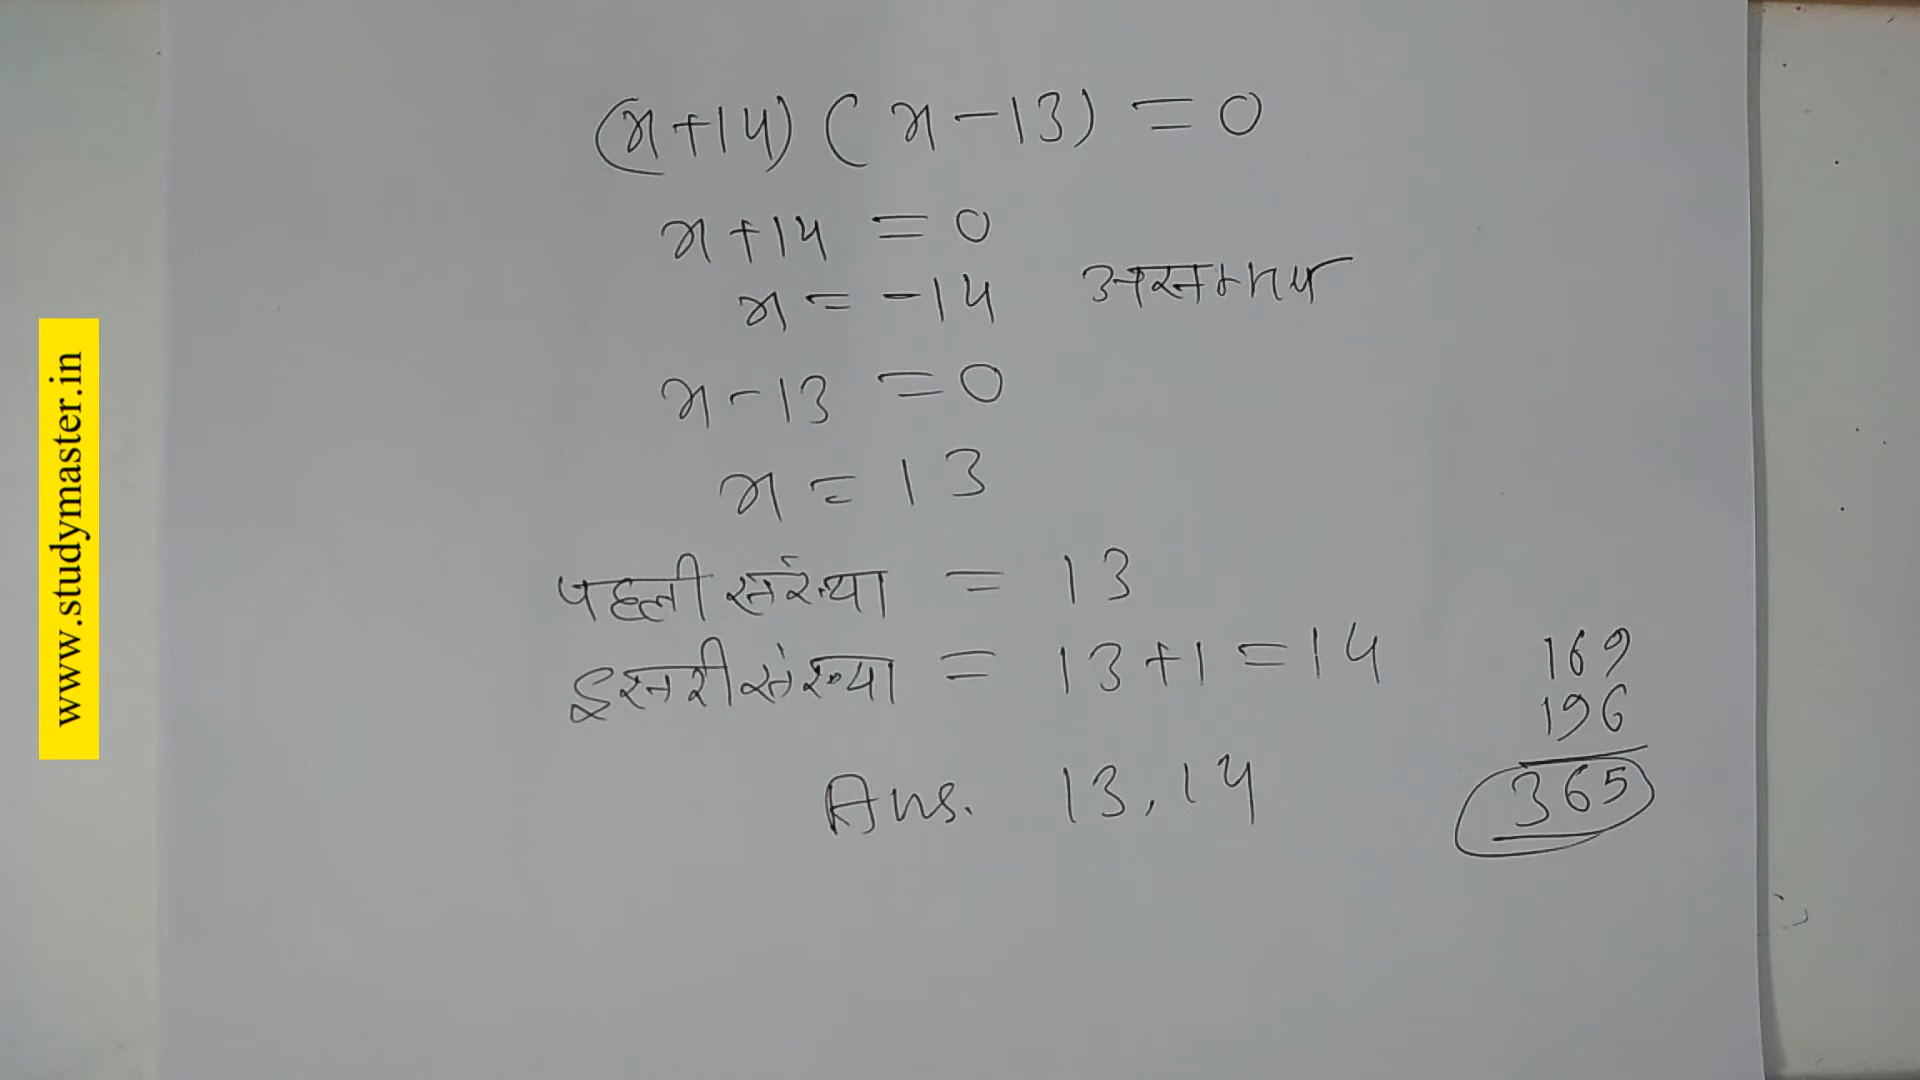 (x+14) (x-13) = 0
x+14 = 0
x = -14 असम्भव
x-13 = 0
x = 13
पहली संख्या = 13
दूसरी संख्या = 13+1 = 14
Ans. 13, 14
169
196
365
www.studymaster.in